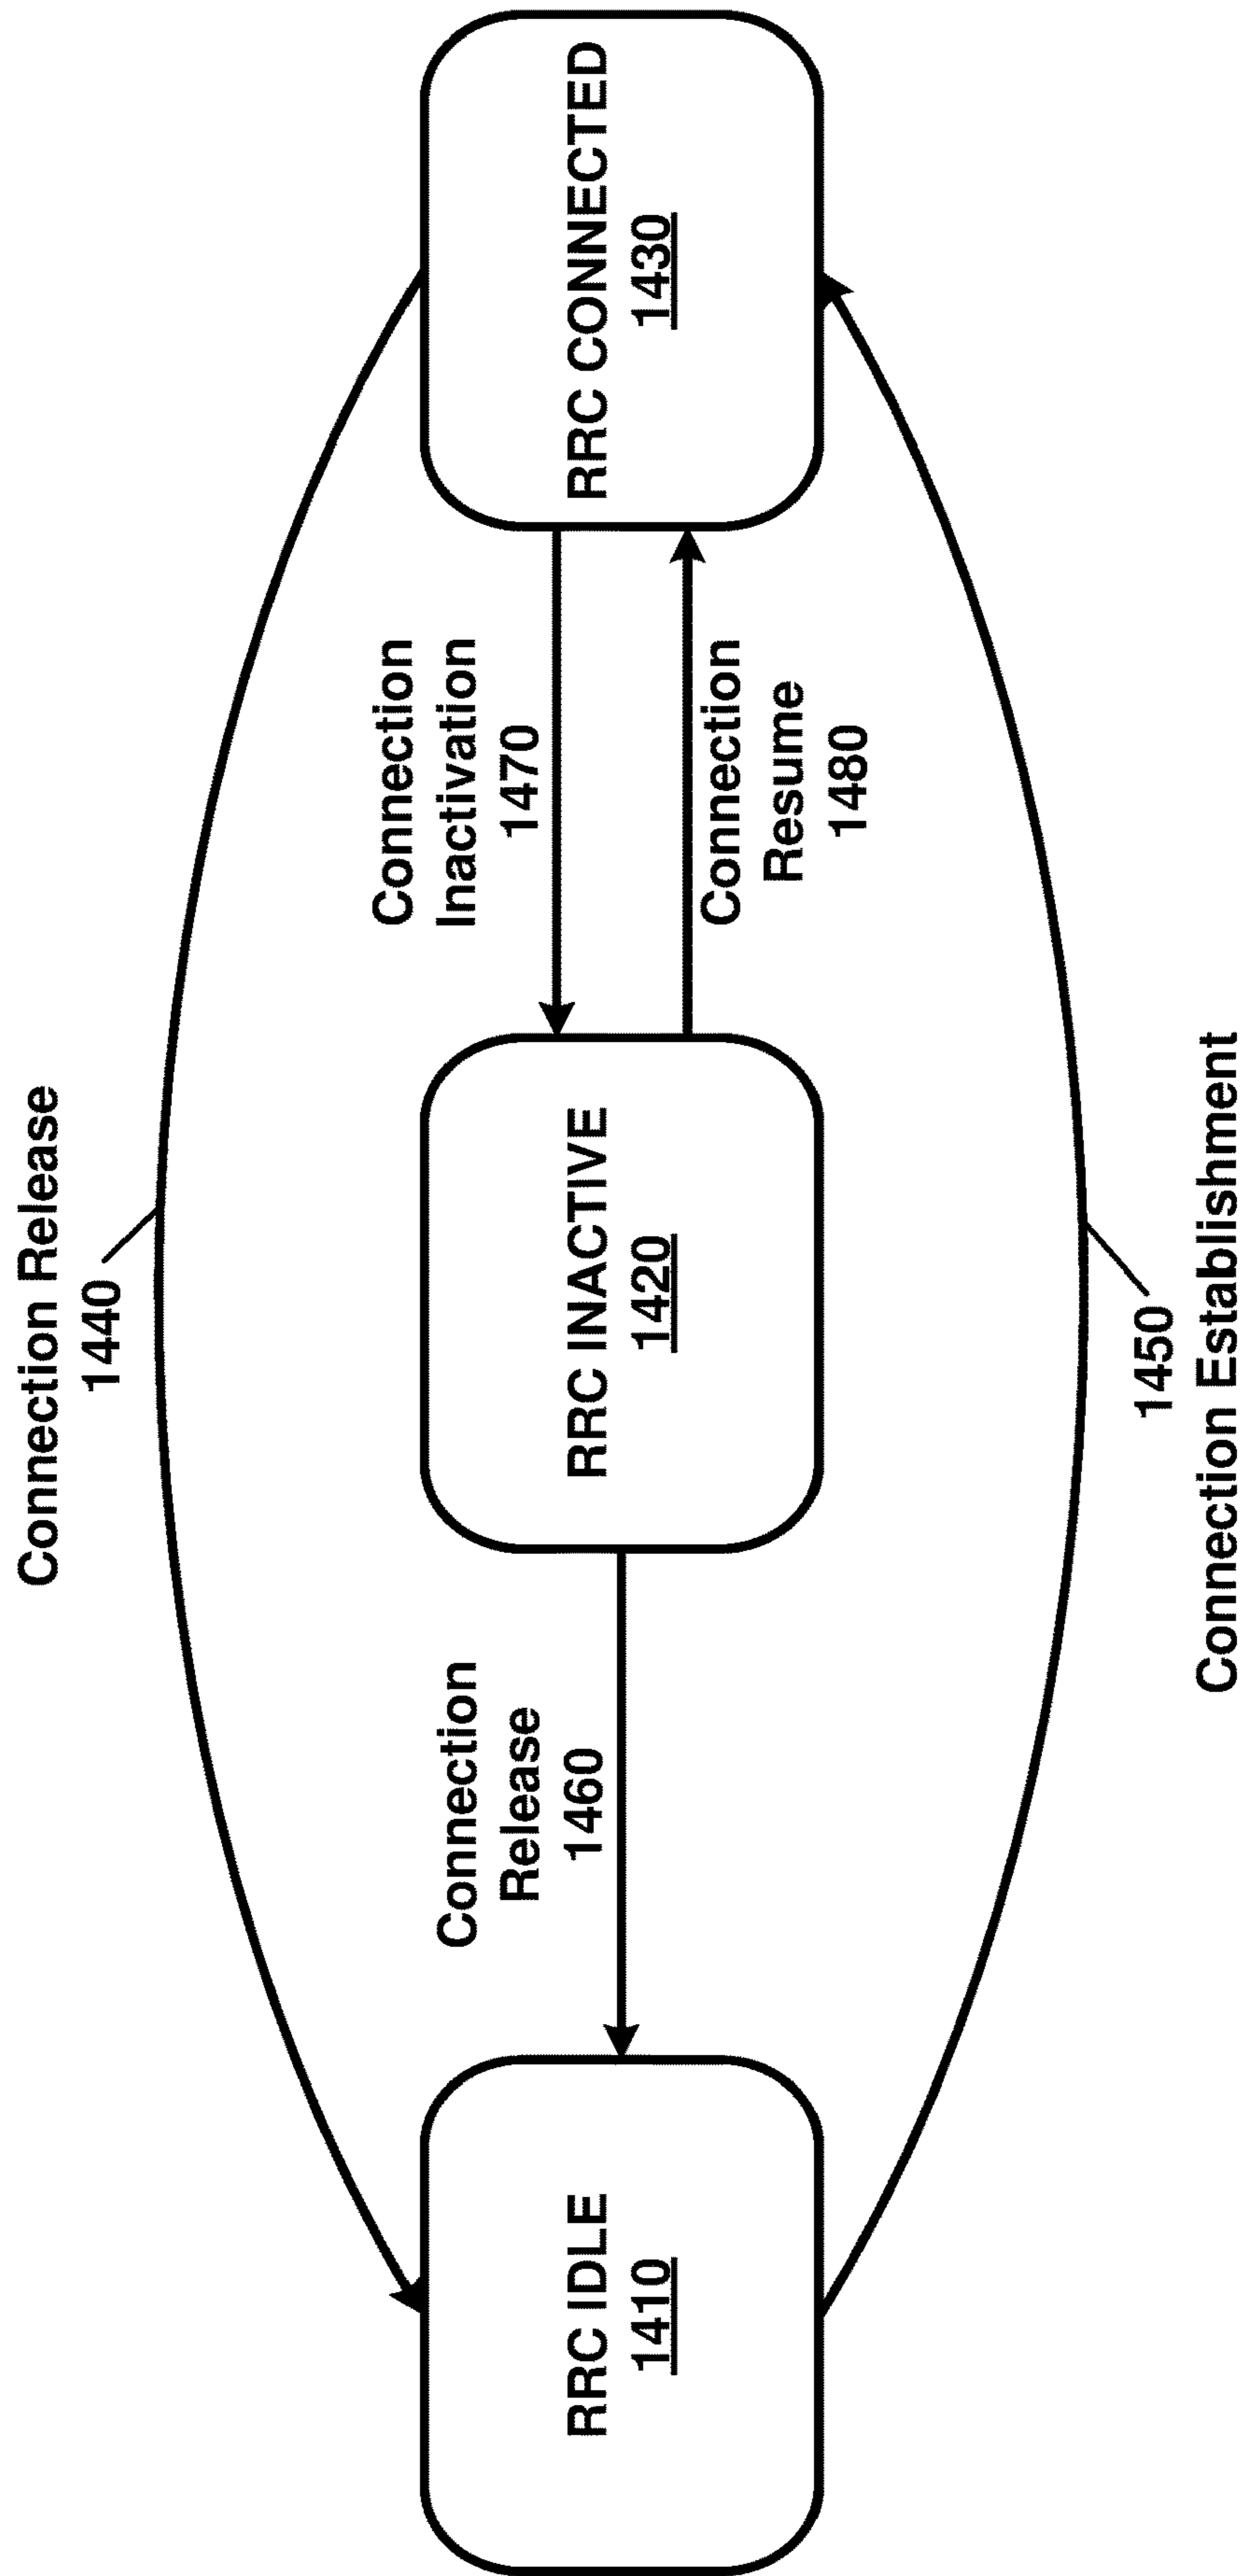 Connection Release
1440
Connection
Inactivation
1470
Connection
Release
1460
RRC IDLE
1410
RRC INACTIVE
1420
RRC CONNECTED
1430
Connection
Resume
1480
1450
Connection Establishment